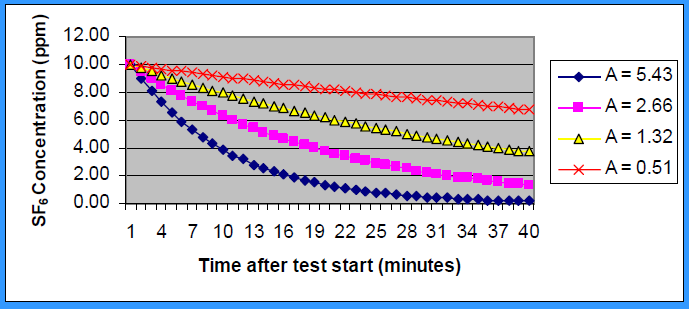 SF6 Concentration (ppm)
12.00
10.00
8.00
6.00
4.00
2.00
0.00
1 4 7 10 13 16 19 22 25 28 31 34 37 40
Time after test start (minutes)
A = 5.43
A = 2.66
A = 1.32
A = 0.51